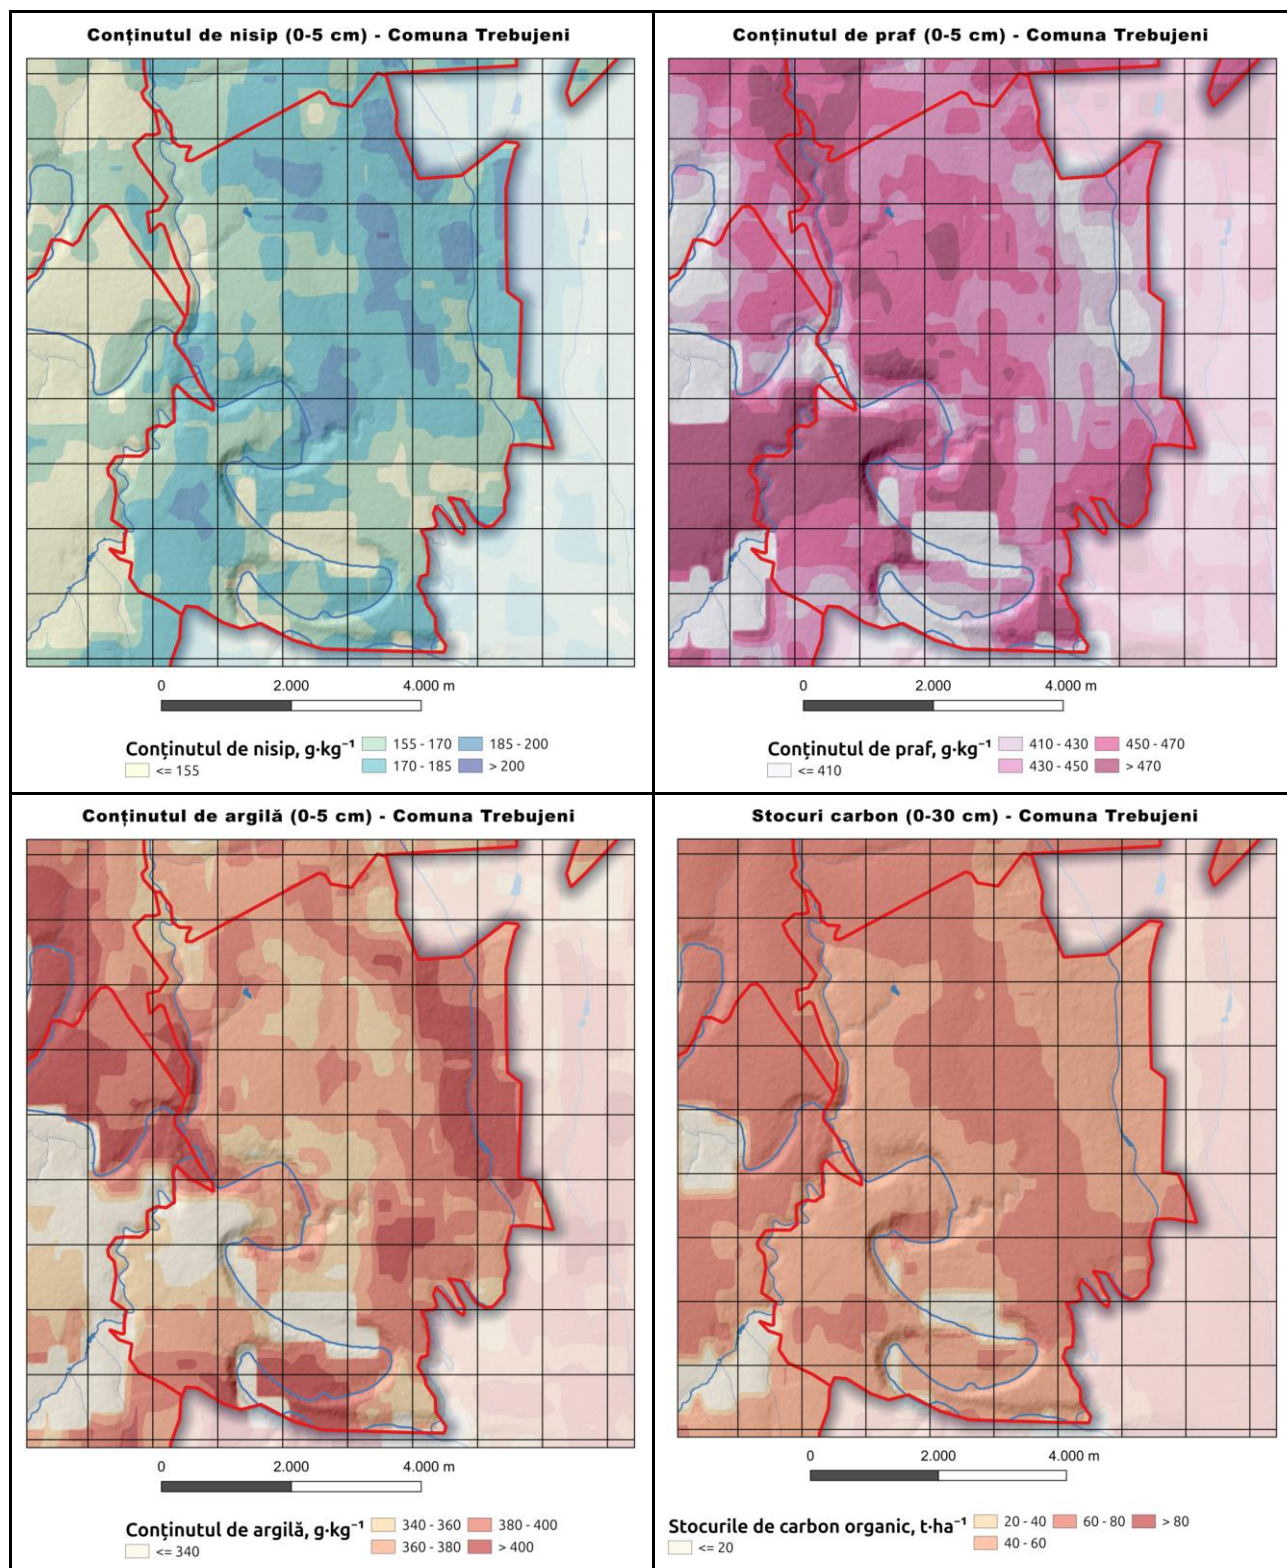 Conținutul de nisip (0-5 cm) - Comuna Trebujeni
0 2.000 4.000 m
Conținutul de nisip, g·kg⁻¹ 155 - 170 185 - 200
<= 155 170 - 185 > 200
Conținutul de praf (0-5 cm) - Comuna Trebujeni
0 2.000 4.000 m
Conținutul de praf, g·kg⁻¹ 410 - 430 450 - 470
<= 410 430 - 450 > 470
Conținutul de argilă (0-5 cm) - Comuna Trebujeni
0 2.000 4.000 m
Conținutul de argilă, g·kg⁻¹ 340 - 360 380 - 400
<= 340 360 - 380 > 400
Stocuri carbon (0-30 cm) - Comuna Trebujeni
0 2.000 4.000 m
Stocurile de carbon organic, t·ha⁻¹ 20 - 40 60 - 80 > 80
<= 20 40 - 60